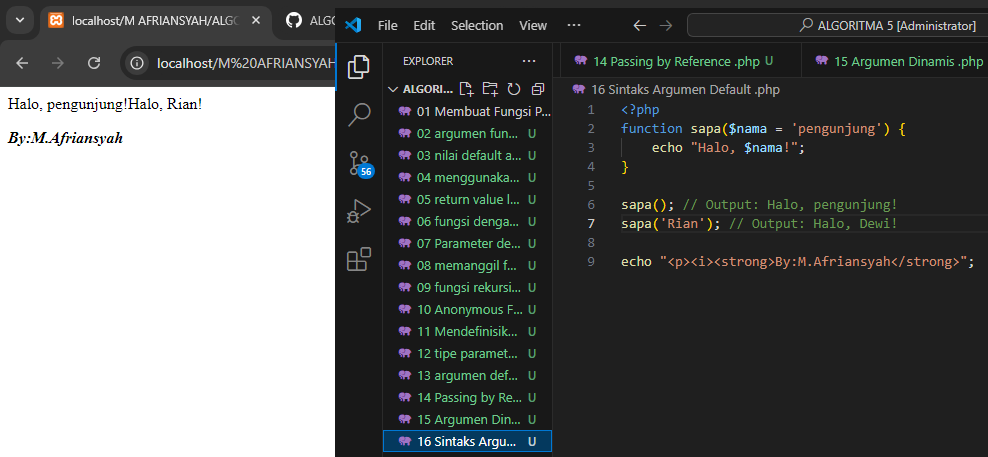 localhost/M AFRIANSYAH/ALGO
ALGO
localhost/M%20AFRIANSYAH
Halo, pengunjung!Halo, Rian!
By:M.Afriansyah
File Edit Selection View ...
ALGORITMA 5 [Administrator]
56
EXPLORER ...
ALGORI...
01 Membuat Fungsi P...
02 argumen fun... U
03 nilai default a... U
04 menggunaka... U
05 return value l... U
06 fungsi denga... U
07 Parameter de... U
08 memanggil f... U
09 fungsi rekursi... U
10 Anonymous F... U
11 Mendefinisik... U
12 tipe paramet... U
13 argumen def... U
14 Passing by Re... U
15 Argumen Din... U
16 Sintaks Argu... U
14 Passing by Reference .php U
15 Argumen Dinamis .php
16 Sintaks Argumen Default .php
1 <?php
2 function sapa($nama = 'pengunjung') {
3 echo "Halo, $nama!";
4 }
5
6 sapa(); // Output: Halo, pengunjung!
7 sapa('Rian'); // Output: Halo, Dewi!
8
9 echo "<p><i><strong>By:M.Afriansyah</strong>";